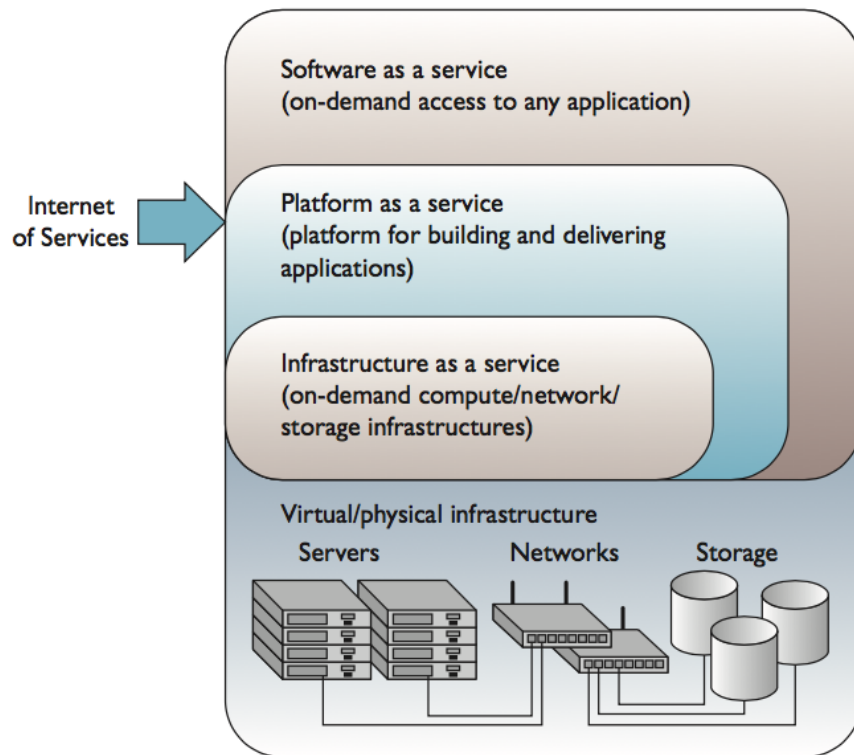 Software as a service
(on-demand access to any application)
Internet
of Services
Platform as a service
(platform for building and delivering
applications)
Infrastructure as a service
(on-demand compute/network/
storage infrastructures)
Virtual/physical infrastructure
Servers
Networks
Storage